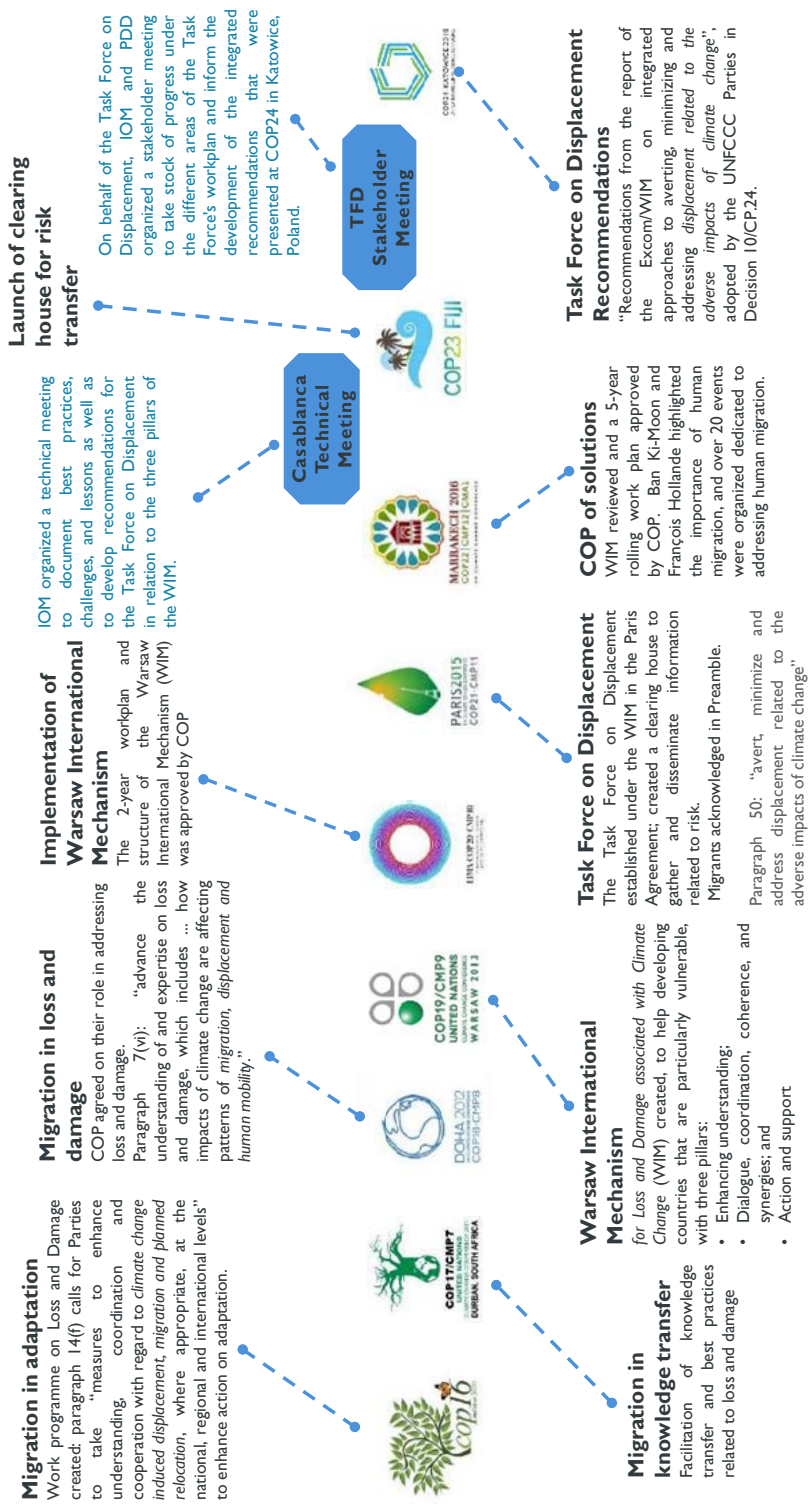 Migration in adaptation
Work programme on Loss and Damage
created: paragraph 14(f) calls for Parties
to take “measures to enhance
understanding, coordination and
cooperation with regard to climate change
induced displacement, migration and planned
relocation, where appropriate, at the
national, regional and international levels”
to enhance action on adaptation.
Migration in loss and
damage
COP agreed on their role in addressing
loss and damage.
Paragraph 7(vi): “advance the
understanding of and expertise on loss
and damage, which includes ... how
impacts of climate change are affecting
patterns of migration, displacement and
human mobility.”
Implementation of
Warsaw International
Mechanism
The 2-year workplan and
structure of the Warsaw
International Mechanism (WIM)
was approved by COP
IOM organized a technical meeting
to document best practices,
challenges, and lessons as well as
to develop recommendations for
the Task Force on Displacement
in relation to the three pillars of
the WIM.
Launch of clearing
house for risk
transfer
On behalf of the Task Force on
Displacement, IOM and PDD
organized a stakeholder meeting
to take stock of progress under
the different areas of the Task
Force's workplan and inform the
development of the integrated
recommendations that were
presented at COP24 in Katowice,
Poland.
Casablanca
Technical
Meeting
TFD
Stakeholder
Meeting
cop16
COP17/CMP7
UNITED NATIONS
DURBAN, SOUTH AFRICA
DOHA 2012
COP18·CMP8
COP19/CMP9
UNITED NATIONS
CLIMATE CHANGE CONFERENCE
WARSAW 2013
LIMA COP20 CMP10
PARIS2015
COP21·CMP11
MARRAKECH 2016
COP22|CMP12|CMA1
COP23 FIJI
COP24·KATOWICE 2018
Migration in
knowledge transfer
Facilitation of knowledge
transfer and best practices
related to loss and damage
Warsaw International
Mechanism
for Loss and Damage associated with Climate
Change (WIM) created, to help developing
countries that are particularly vulnerable,
with three pillars:
• Enhancing understanding;
• Dialogue, coordination, coherence, and
synergies; and
• Action and support
Task Force on Displacement
The Task Force on Displacement
established under the WIM in the Paris
Agreement; created a clearing house to
gather and disseminate information
related to risk.
Migrants acknowledged in Preamble.
Paragraph 50: “avert, minimize and
address displacement related to the
adverse impacts of climate change”
COP of solutions
WIM reviewed and a 5-year
rolling work plan approved
by COP. Ban Ki-Moon and
François Hollande highlighted
the importance of human
migration, and over 20 events
were organized dedicated to
addressing human migration.
Task Force on Displacement
Recommendations
“Recommendations from the report of
the Excom/WIM on integrated
approaches to averting, minimizing and
addressing displacement related to the
adverse impacts of climate change”,
adopted by the UNFCCC Parties in
Decision 10/CP.24.